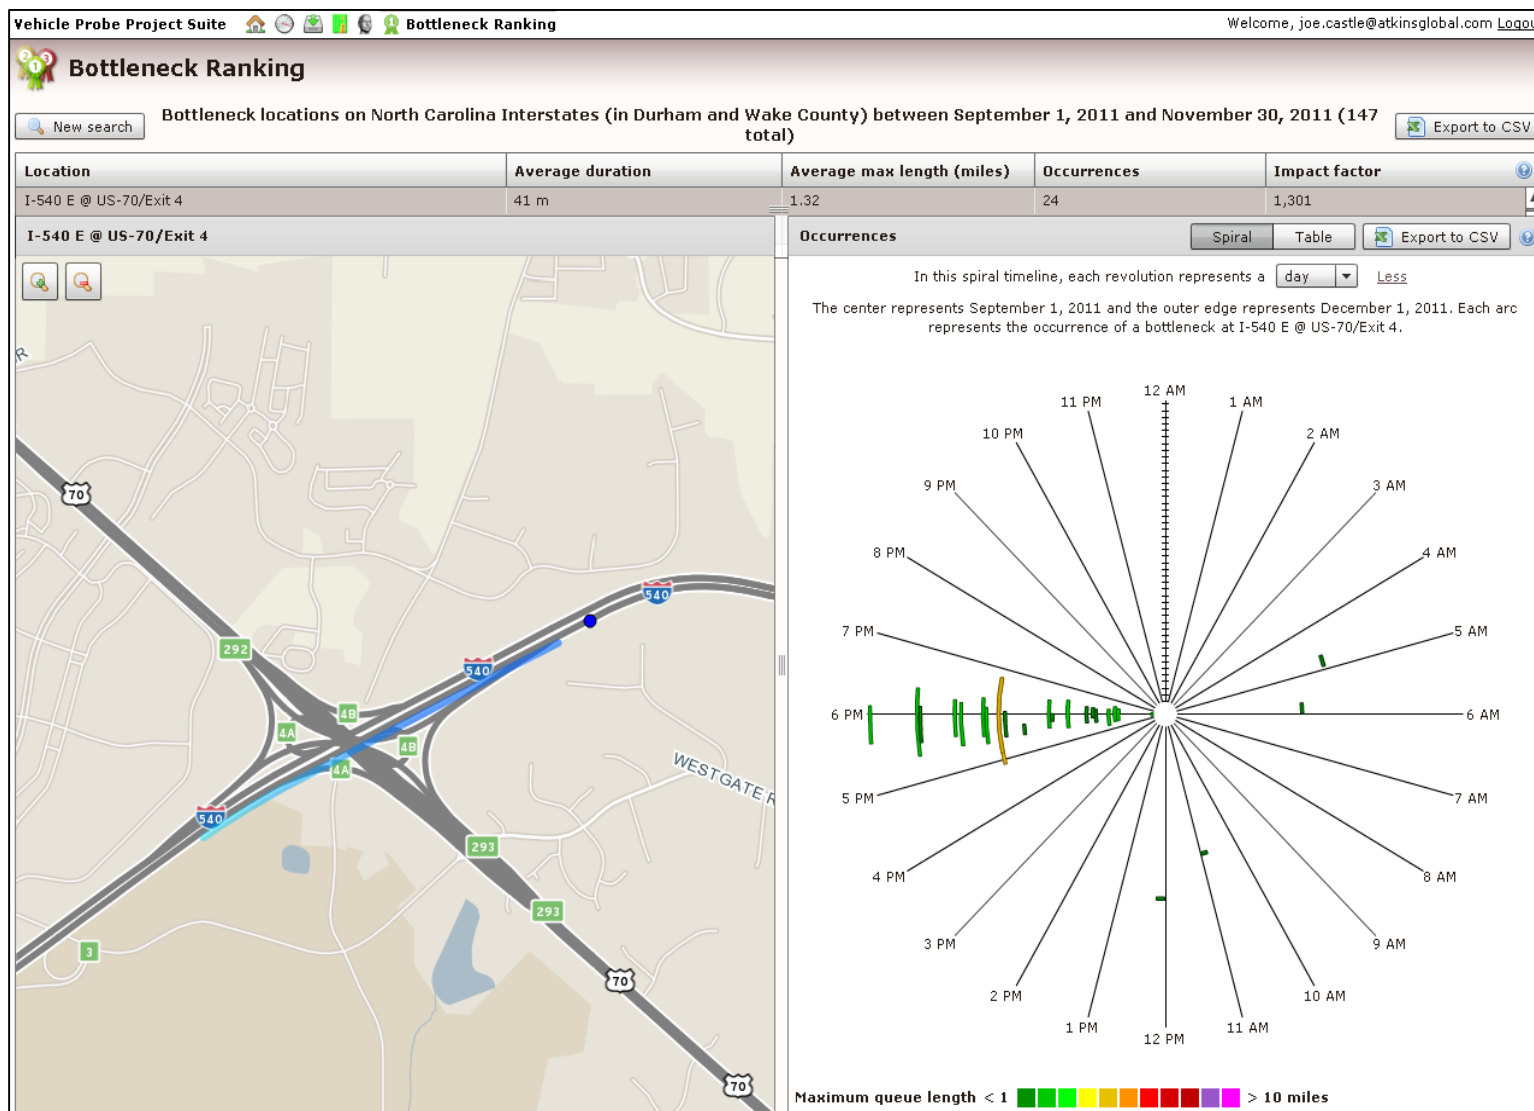 Vehicle Probe Project Suite
Bottleneck Ranking
Welcome, joe.castle@atkinsglobal.com Logou
Bottleneck Ranking
New search
Bottleneck locations on North Carolina Interstates (in Durham and Wake County) between September 1, 2011 and November 30, 2011 (147
total)
Export to CSV
Location Average duration Average max length (miles) Occurrences Impact factor
I-540 E @ US-70/Exit 4 41 m 1.32 24 1,301
I-540 E @ US-70/Exit 4
70
540
292
540
4B
4A
4B
4A
WESTGATE R
540
293
293
3
70
70
Occurrences
Spiral
Table
Export to CSV
In this spiral timeline, each revolution represents a day Less
The center represents September 1, 2011 and the outer edge represents December 1, 2011. Each arc
represents the occurrence of a bottleneck at I-540 E @ US-70/Exit 4.
12 AM
11 PM
1 AM
10 PM
2 AM
9 PM
3 AM
8 PM
4 AM
7 PM
5 AM
6 PM
6 AM
5 PM
7 AM
4 PM
8 AM
3 PM
9 AM
2 PM
10 AM
1 PM
11 AM
12 PM
Maximum queue length < 1 > 10 miles